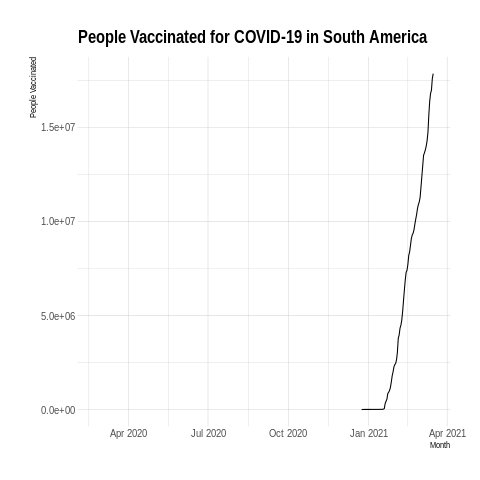 People Vaccinated for COVID-19 in South America
People Vaccinated
1.5e+07
1.0e+07
5.0e+06
0.0e+00
Apr 2020 Jul 2020 Oct 2020 Jan 2021 Apr 2021
Month